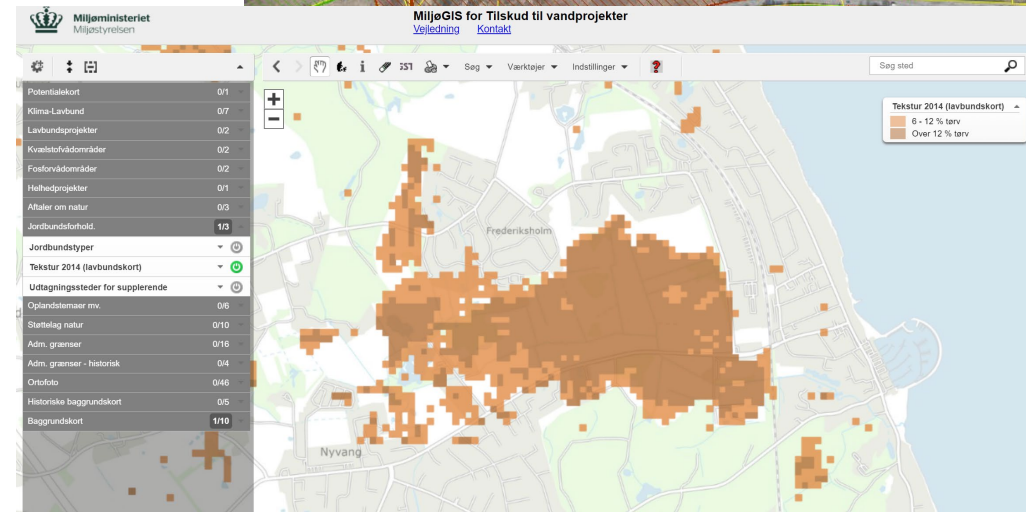 Miljøministeriet
Miljøstyrelsen
MiljøGIS for Tilskud til vandprojekter
Vejledning Kontakt
Søg Værktøjer Indstillinger ?
Søg sted
Potentialekort 0/1
Klima-Lavbund 0/7
Lavbundsprojekter 0/2
Kvælstofvådområder 0/2
Fosforvådområder 0/2
Helhedprojekter 0/1
Aftaler om natur 0/3
Jordbundsforhold. 1/3
Jordbundstyper
Tekstur 2014 (lavbundskort)
Udtagningssteder for supplerende
Oplandstemaer mv. 0/6
Støttelag natur 0/10
Adm. grænser 0/16
Adm. grænser - historisk 0/4
Ortofoto 0/46
Historiske baggrundskort 0/5
Baggrundskort 1/10
+
−
Tekstur 2014 (lavbundskort)
6 - 12 % tørv
Over 12 % tørv
Frederiksholm
Nyvang